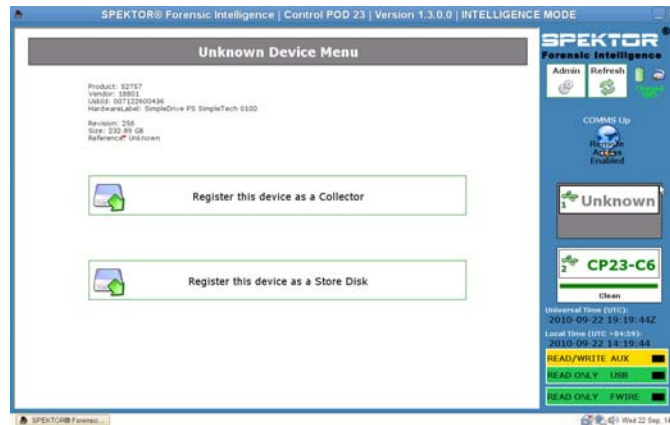 SPEKTOR® Forensic Intelligence | Control POD 23 | Version 1.3.0.0 | INTELLIGENCE MODE
Unknown Device Menu
Product: 52757
Vendor: 18801
UsbId: 007122600436
HardwareLabel: SimpleDrive PS SimpleTech 0100
Revision: 256
Size: 232.89 GB
Reference: Unknown
Register this device as a Collector
Register this device as a Store Disk
SPEKTOR®
Forensic Intelligence
Admin
Refresh
COMMS Up
Remote
Access
Enabled
1 Unknown
2 CP23-C6
Clean
Universal Time (UTC):
2010-09-22 19:19:44Z
Local Time (UTC +04:59):
2010-09-22 14:19:44
READ/WRITE AUX
READ ONLY USB
READ ONLY FWIRE
SPEKTOR® Forensic...
Wed 22 Sep, 14